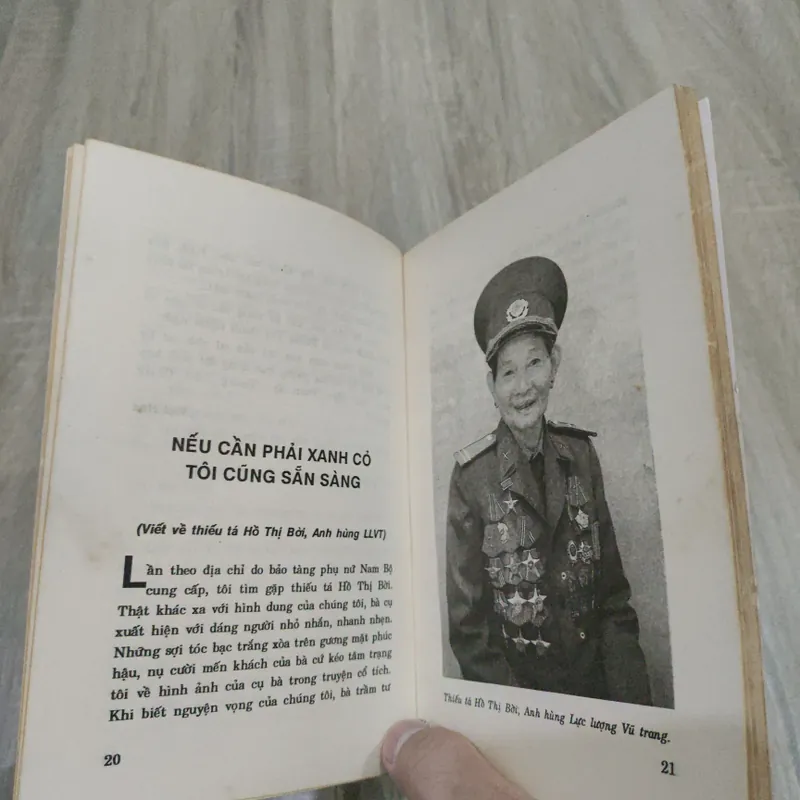 NẾU CẦN PHẢI XANH CỎ
TÔI CŨNG SẴN SÀNG
(Viết về thiếu tá Hồ Thị Bời, Anh hùng LLVT)
Lần theo địa chỉ do bảo tàng phụ nữ Nam Bộ
cung cấp, tôi tìm gặp thiếu tá Hồ Thị Bời.
Thật khác xa với hình dung của chúng tôi, bà cụ
xuất hiện với dáng người nhỏ nhắn, nhanh nhẹn.
Những sợi tóc bạc trắng xòa trên gương mặt phúc
hậu, nụ cười mến khách của bà cứ kéo tâm trạng
tôi về hình ảnh của cụ bà trong truyện cổ tích.
Khi biết nguyện vọng của chúng tôi, bà trầm tư
20
Thiếu tá Hồ Thị Bời, Anh hùng Lực lượng Vũ trang.
21